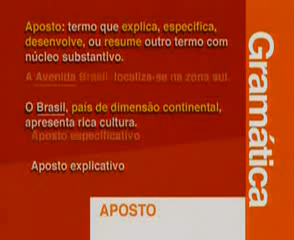 Aposto: termo que explica, especifica,
desenvolve, ou resume outro termo com
núcleo substantivo.
A Avenida Brasil localiza-se na zona sul.
O Brasil, país de dimensão continental,
apresenta rica cultura.
Aposto especificativo
Aposto explicativo
APOSTO
Gramática